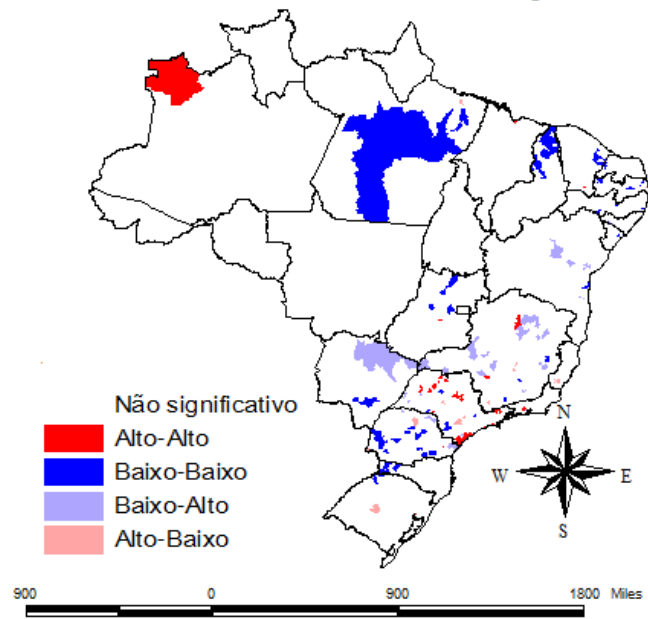 N
Não significativo
Alto-Alto
Baixo-Baixo
Baixo-Alto
Alto-Baixo
W E
S
900 0 900 1800 Miles